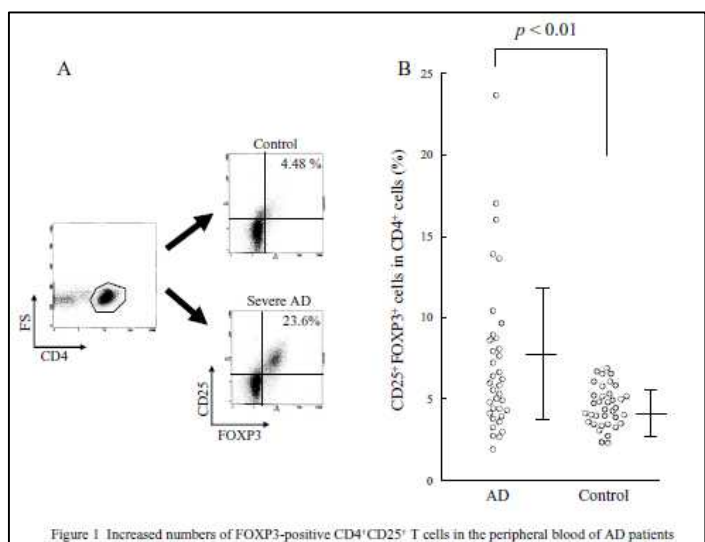 A
Control
4.48 %
FS
CD4
Severe AD
23.6%
CD25
FOXP3
B
p < 0.01
CD25⁺FOXP3⁺ cells in CD4⁺ cells (%)
25
20
15
10
5
0
AD
Control
Figure 1 Increased numbers of FOXP3-positive CD4⁺CD25⁺ T cells in the peripheral blood of AD patients